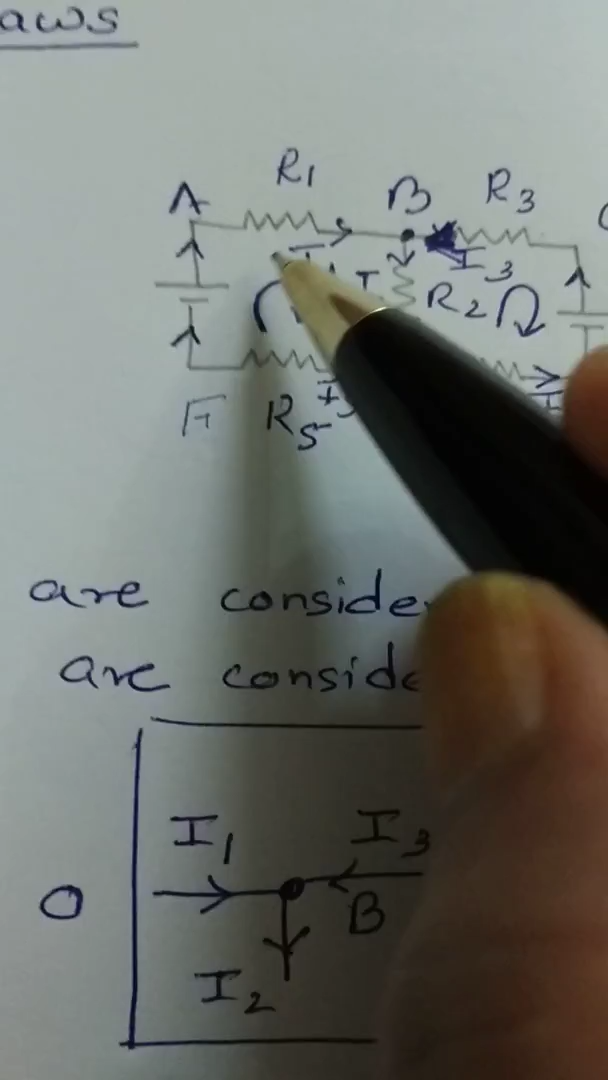 aws
R1
A B R3
I3
R2
F R5
are conside
are conside
I1 I3
O B
I2